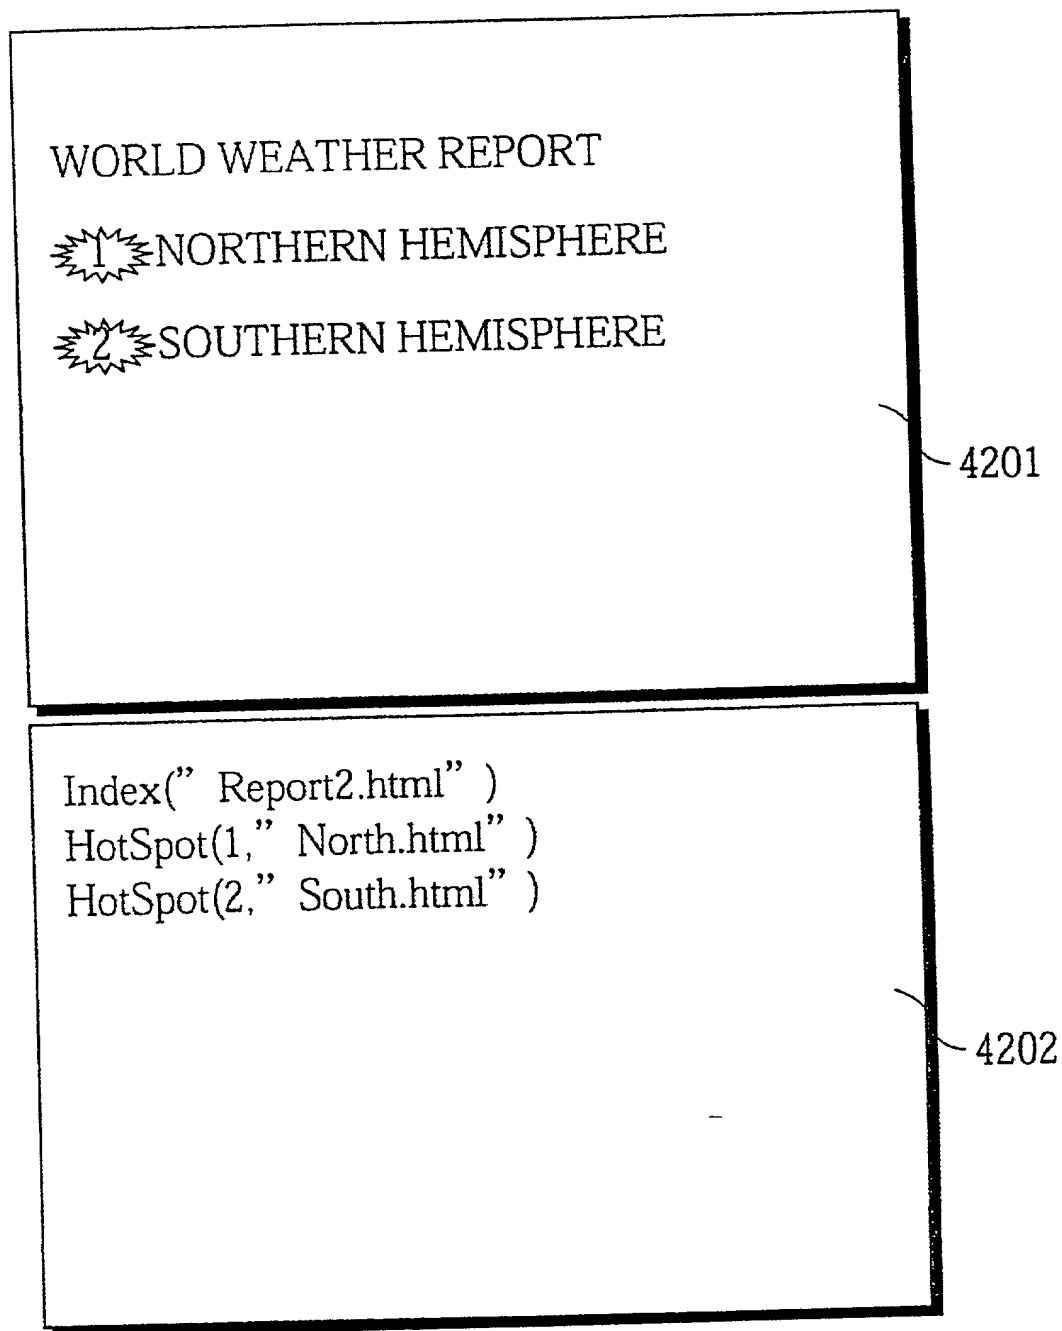 WORLD WEATHER REPORT
1 NORTHERN HEMISPHERE
2 SOUTHERN HEMISPHERE
4201
Index(” Report2.html” )
HotSpot(1,” North.html” )
HotSpot(2,” South.html” )
4202